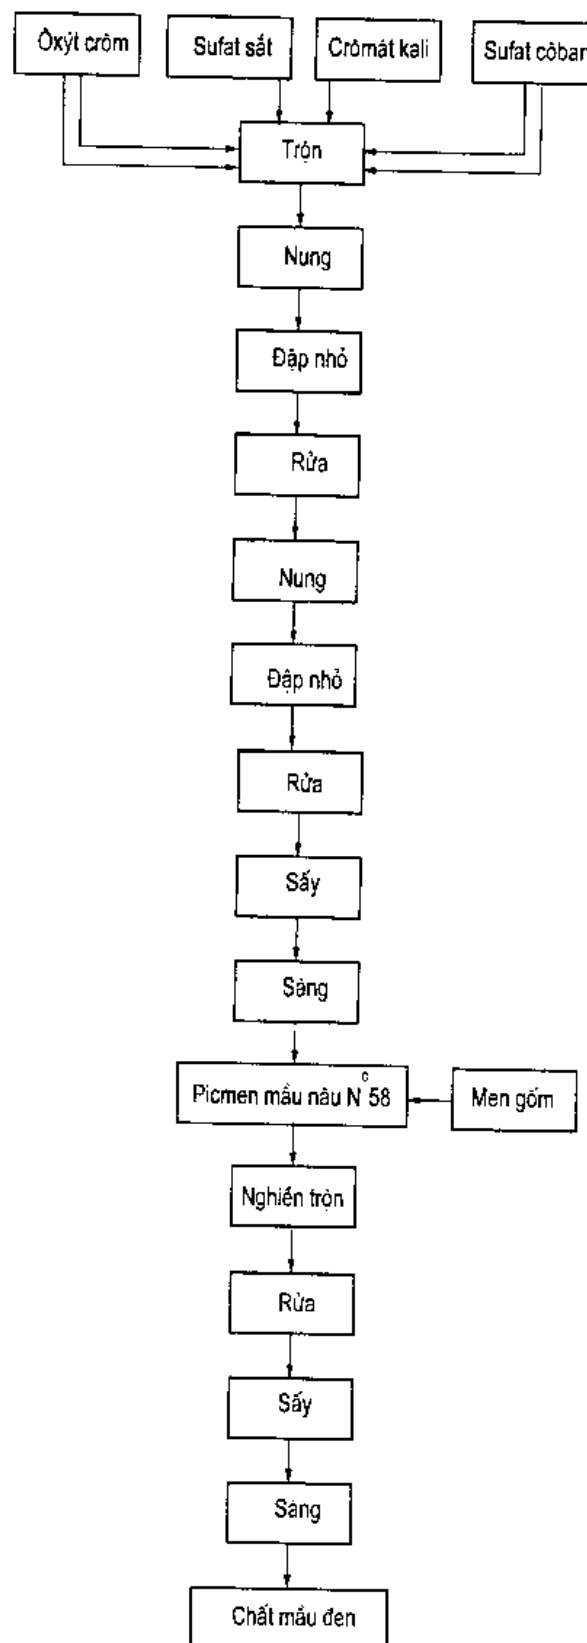 Ôxýt crôm
Sufat sắt
Crômát kali
Sufat côban
Trộn
Nung
Đập nhỏ
Rửa
Nung
Đập nhỏ
Rửa
Sấy
Sàng
Picmen mầu nâu N° 58
Men gốm
Nghiền trộn
Rửa
Sấy
Sàng
Chất mầu đen